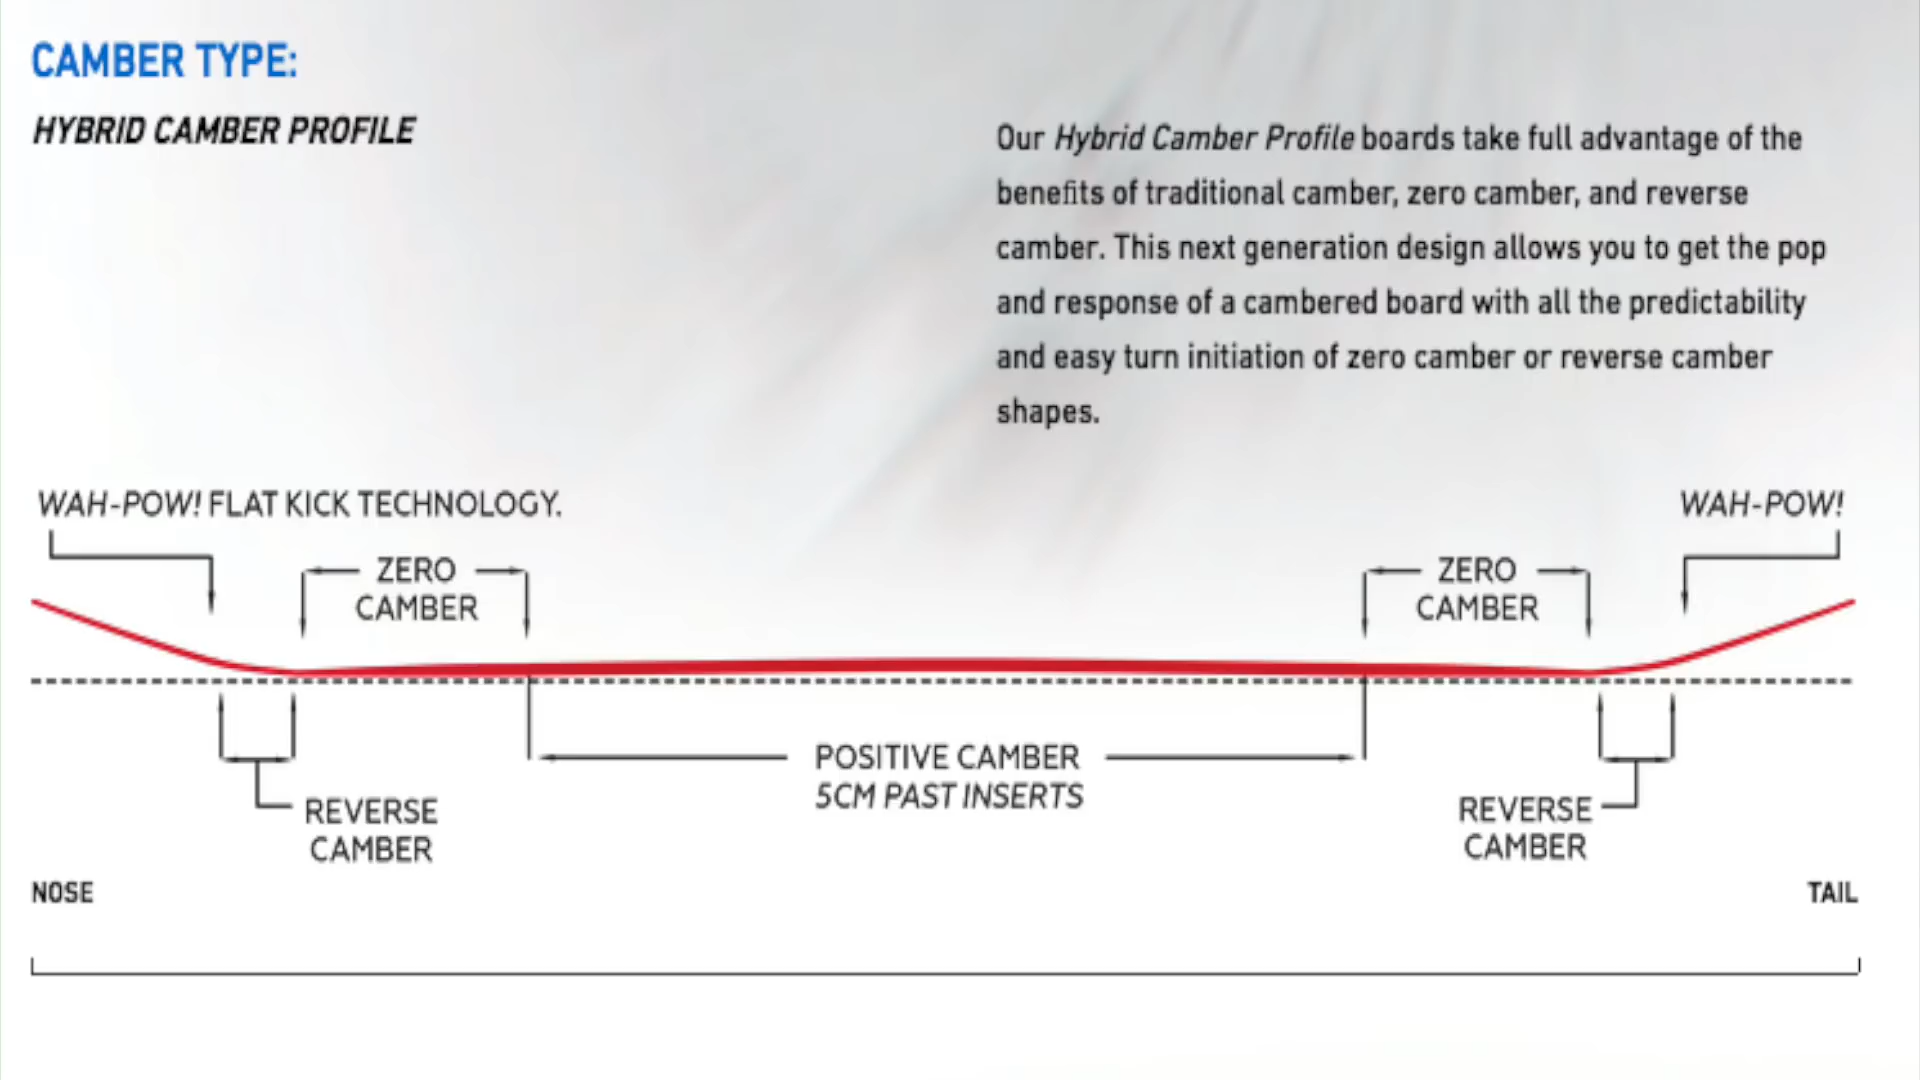 CAMBER TYPE:
HYBRID CAMBER PROFILE
Our Hybrid Camber Profile boards take full advantage of the
benefits of traditional camber, zero camber, and reverse
camber. This next generation design allows you to get the pop
and response of a cambered board with all the predictability
and easy turn initiation of zero camber or reverse camber
shapes.
WAH-POW! FLAT KICK TECHNOLOGY.
WAH-POW!
ZERO
CAMBER
ZERO
CAMBER
POSITIVE CAMBER
5CM PAST INSERTS
REVERSE
CAMBER
REVERSE
CAMBER
NOSE
TAIL